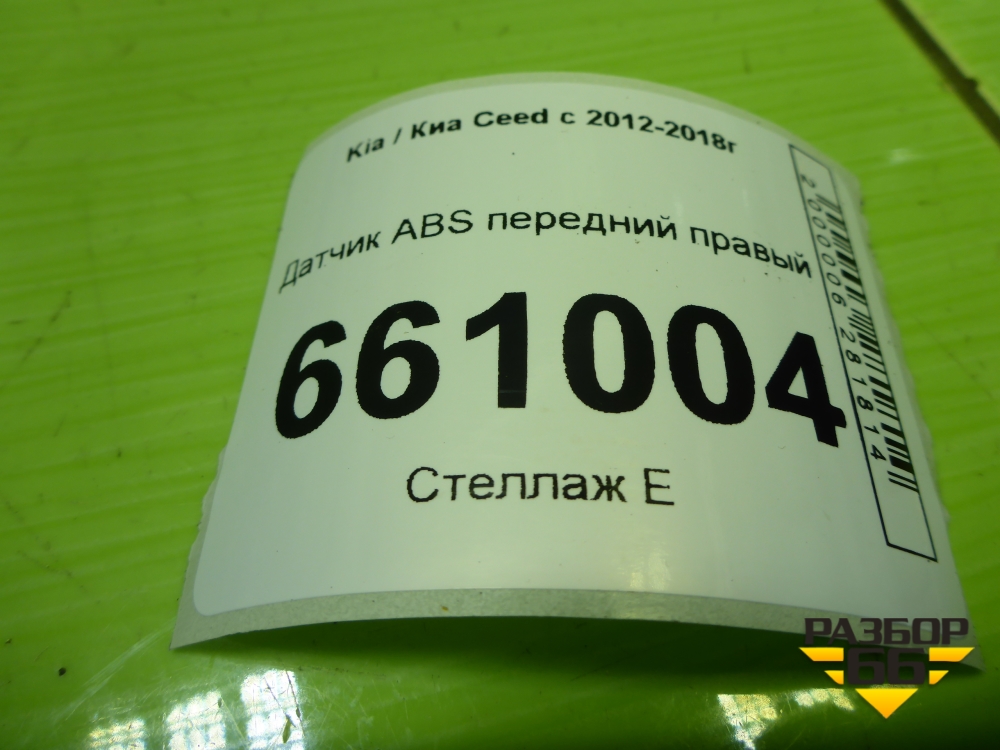 Kia / Киа Ceed с 2012-2018г
Датчик ABS передний правый
661004
Стеллаж Е
2000006281814
РАЗБОР
66